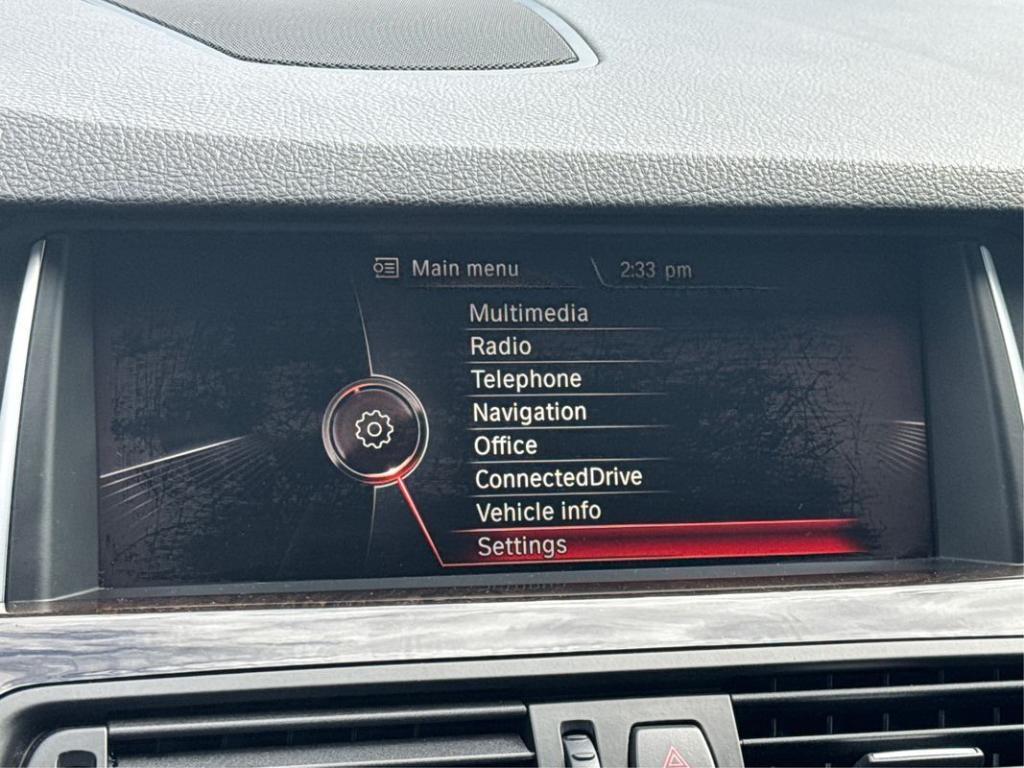 Main menu 2:33 pm
Multimedia
Radio
Telephone
Navigation
Office
ConnectedDrive
Vehicle info
Settings